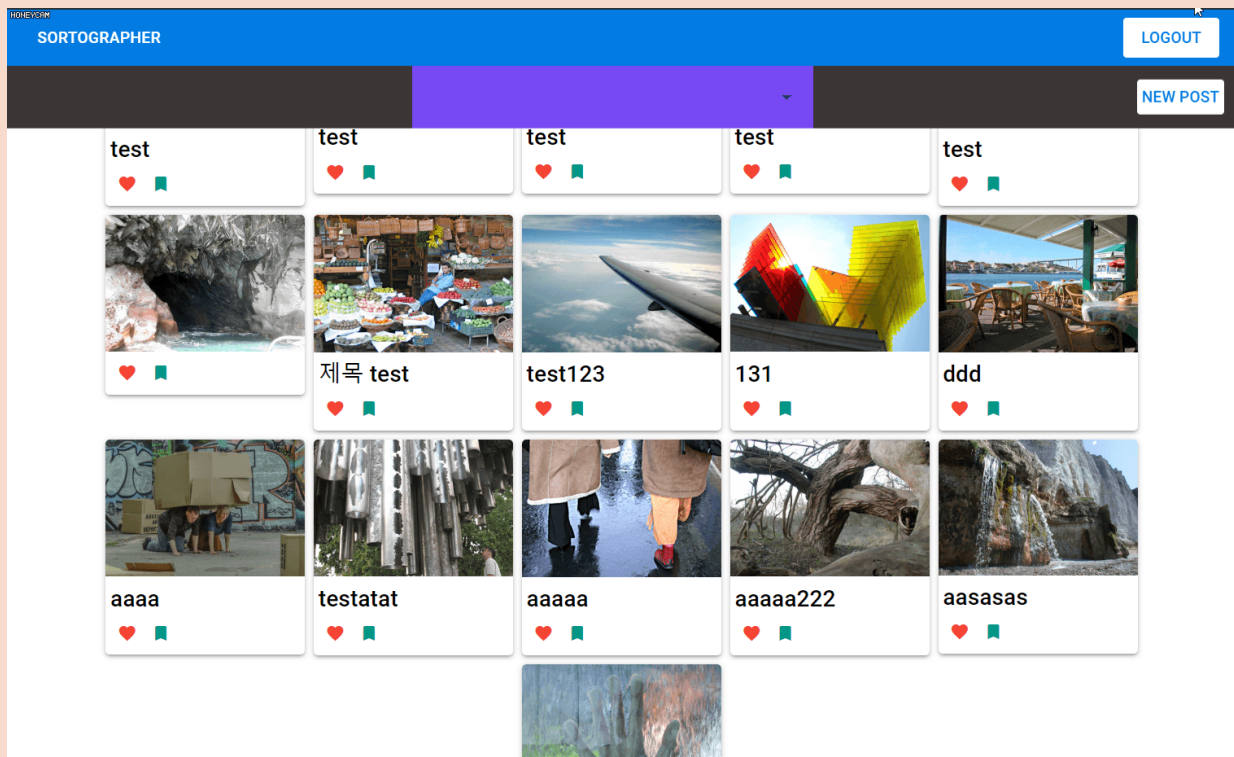 HONEYCAM
SORTOGRAPHER
LOGOUT
NEW POST
test
test
test
test
test
제목 test
test123
131
ddd
aaaa
testatat
aaaaa
aaaaa222
aasasas